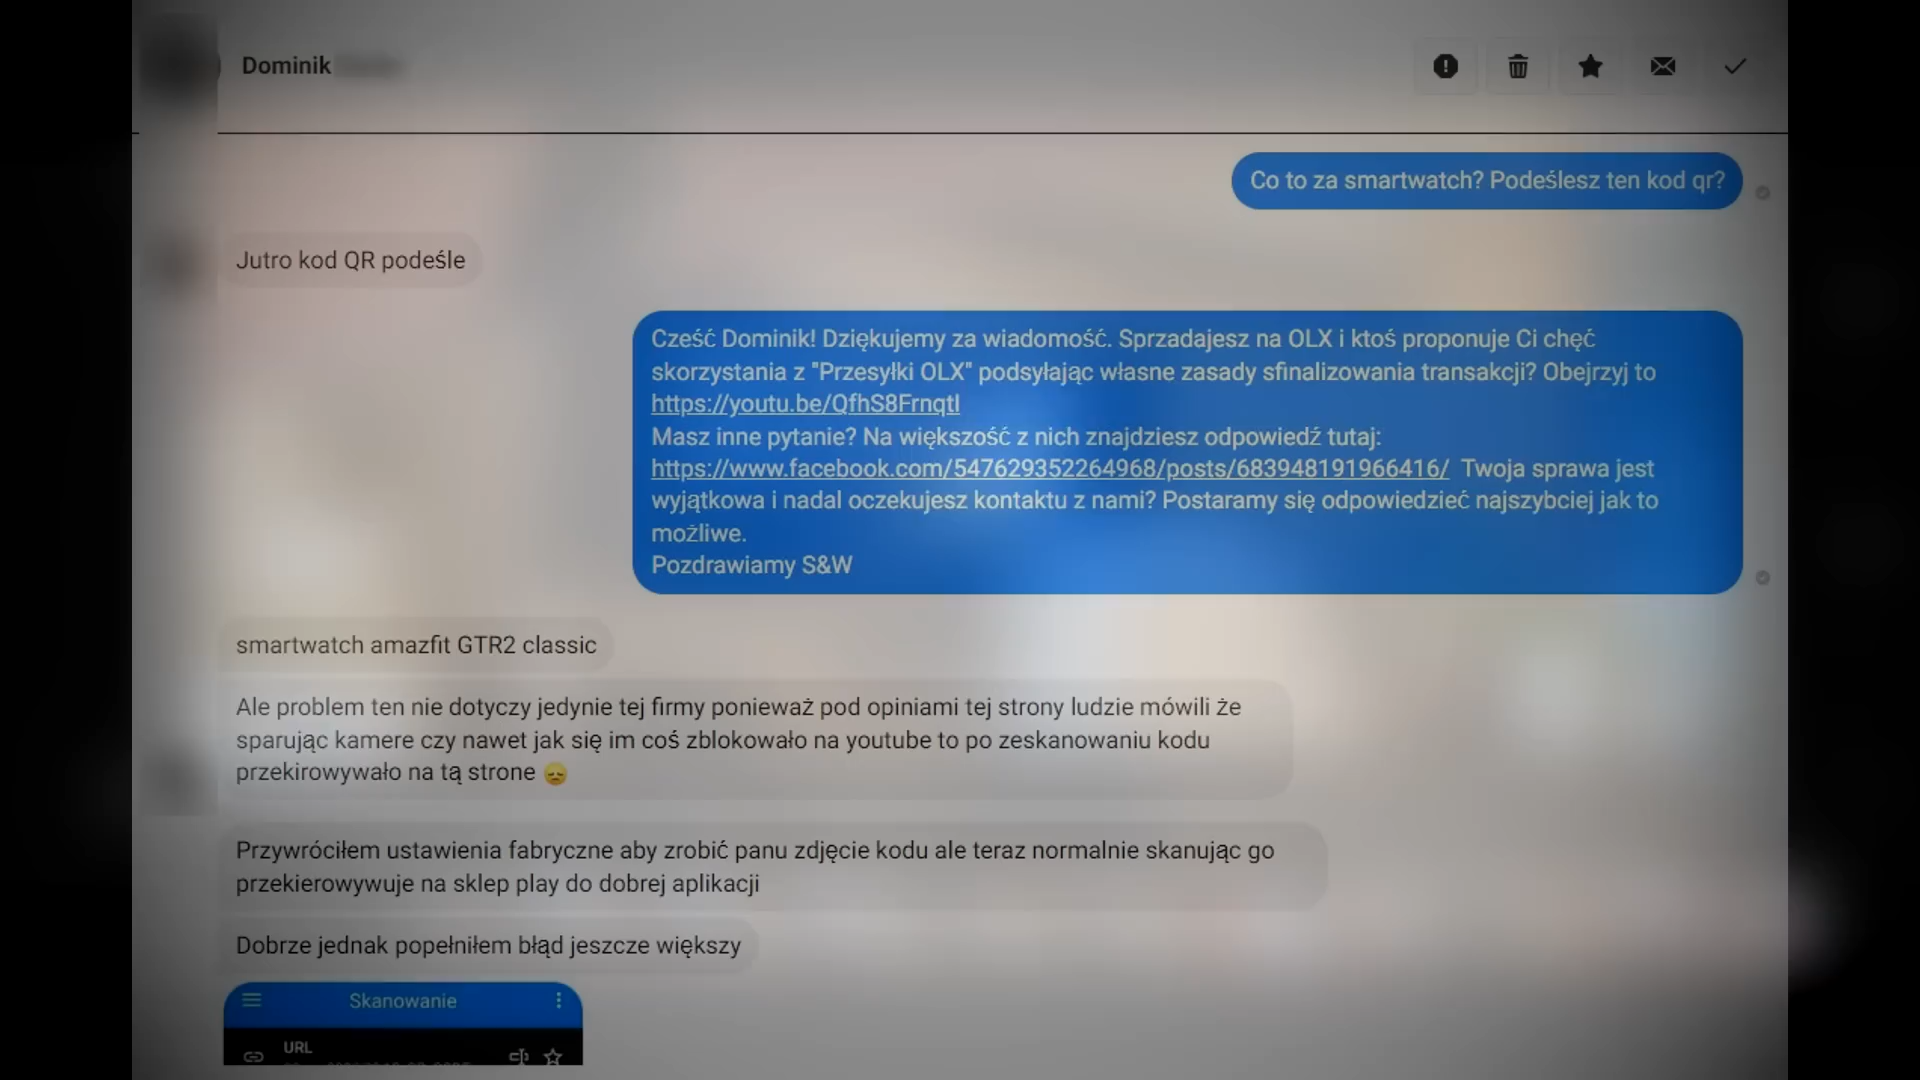 Dominik
Co to za smartwatch? Podeślesz ten kod qr?
Jutro kod QR podeśle
Cześć Dominik! Dziękujemy za wiadomość. Sprzadajesz na OLX i ktoś proponuje Ci chęć
skorzystania z "Przesyłki OLX" podsyłając własne zasady sfinalizowania transakcji? Obejrzyj to
https://youtu.be/QfhS8FrnqtI
Masz inne pytanie? Na większość z nich znajdziesz odpowiedź tutaj:
https://www.facebook.com/547629352264968/posts/683948191966416/ Twoja sprawa jest
wyjątkowa i nadal oczekujesz kontaktu z nami? Postaramy się odpowiedzieć najszybciej jak to
możliwe.
Pozdrawiamy S&W
smartwatch amazfit GTR2 classic
Ale problem ten nie dotyczy jedynie tej firmy ponieważ pod opiniami tej strony ludzie mówili że
sparując kamere czy nawet jak się im coś zblokowało na youtube to po zeskanowaniu kodu
przekirowywało na tą strone 😞
Przywróciłem ustawienia fabryczne aby zrobić panu zdjęcie kodu ale teraz normalnie skanując go
przekierowywuje na sklep play do dobrej aplikacji
Dobrze jednak popełniłem błąd jeszcze większy
Skanowanie
URL